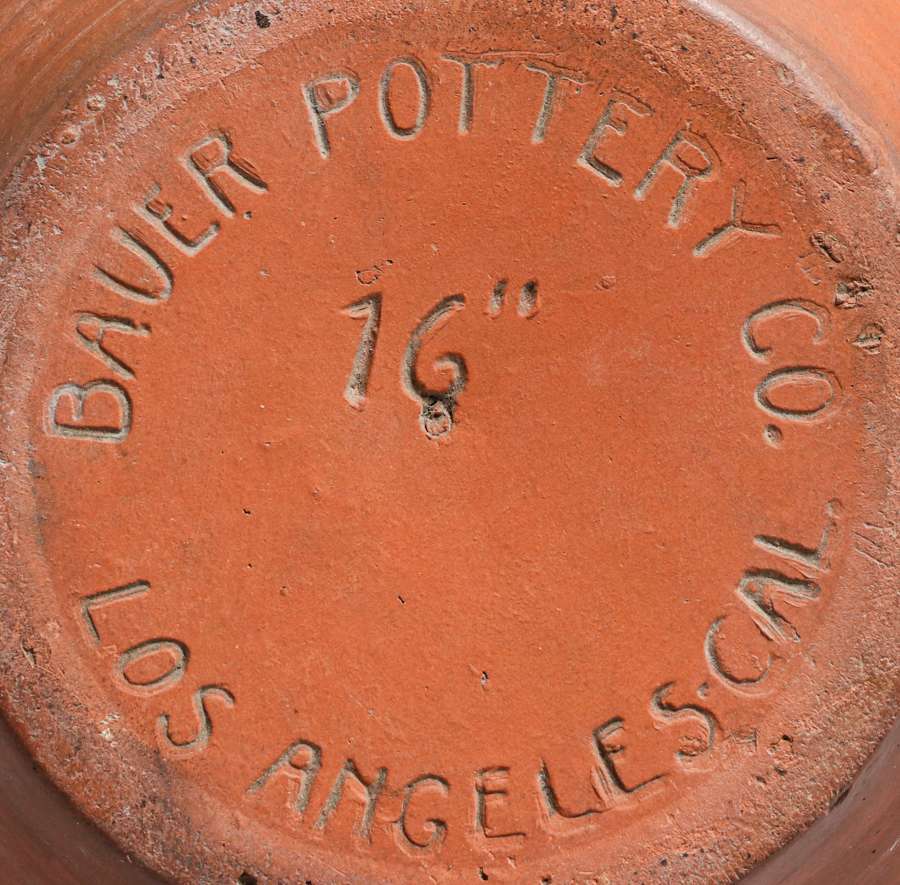 BAUER POTTERY CO.
16"
LOS ANGELES·CAL.